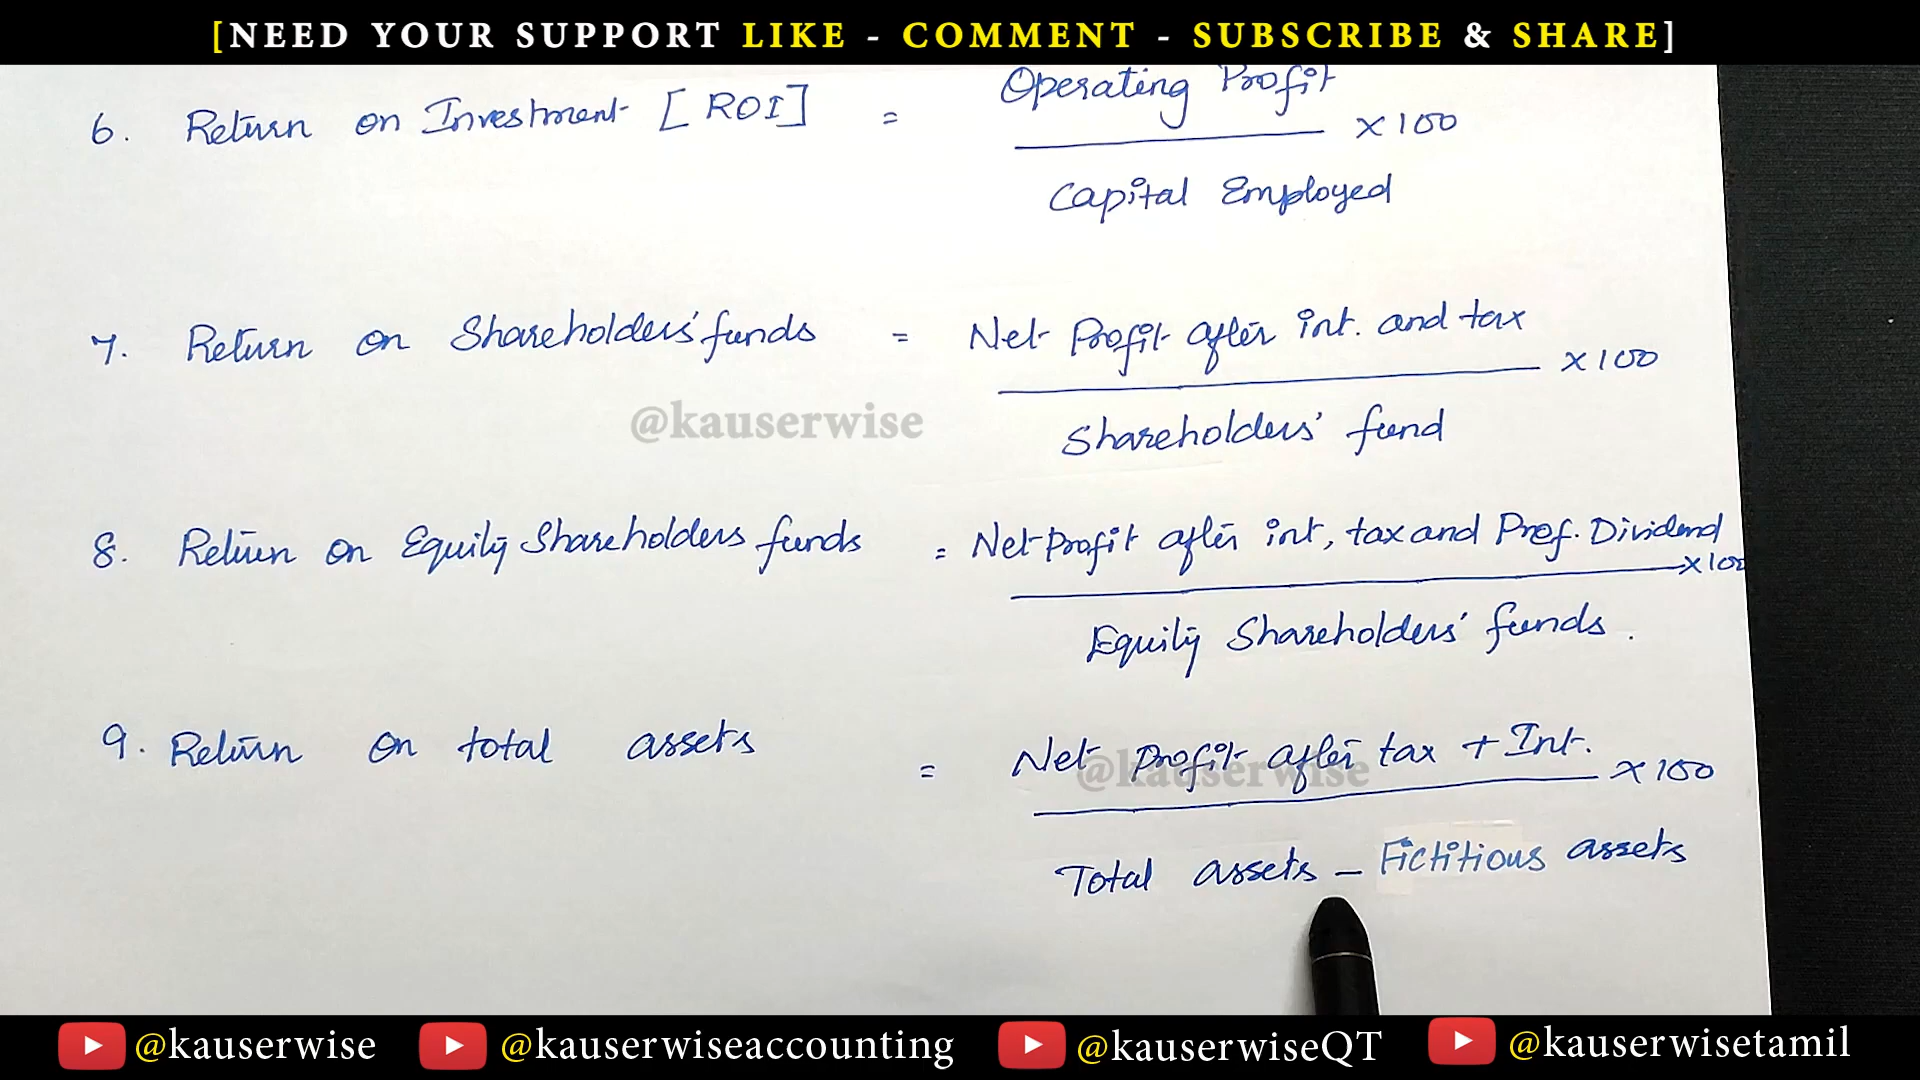 [NEED YOUR SUPPORT LIKE - COMMENT - SUBSCRIBE & SHARE]
6. Return on Investment [ROI] = Operating Profit × 100
Capital Employed
7. Return on Shareholders' funds = Net Profit after int. and tax × 100
@kauserwise
Shareholders' fund
8. Return on Equity Shareholders funds = Net Profit after int, tax and Pref. Dividend × 100
Equity Shareholders' funds.
9. Return on total assets = Net Profit after tax + Int. × 100
@kauserwise
Total assets - Fictitious assets
@kauserwise @kauserwiseaccounting @kauserwiseQT @kauserwisetamil